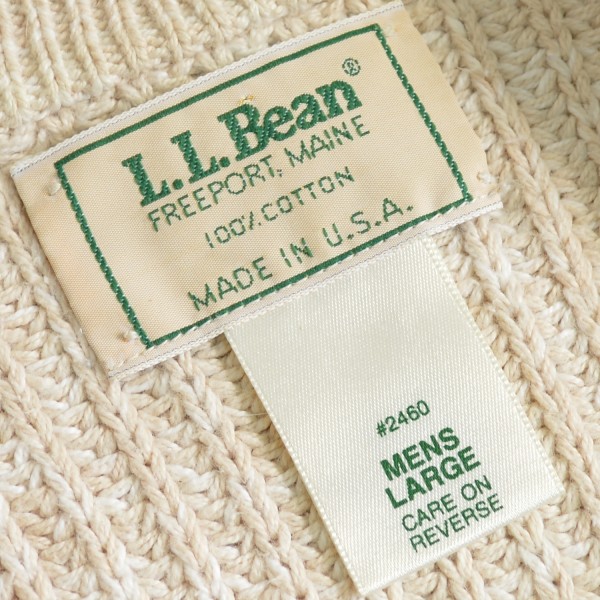 L.L.Bean®
FREEPORT, MAINE
100% COTTON
MADE IN U.S.A.
#2460
MENS
LARGE
CARE ON
REVERSE